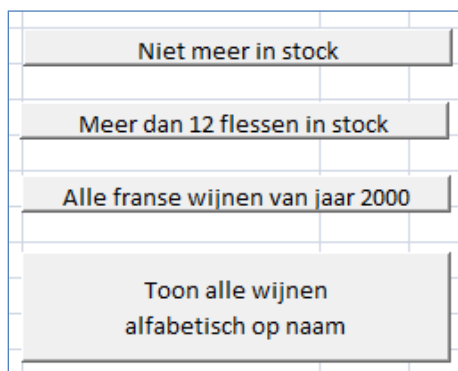 Niet meer in stock
Meer dan 12 flessen in stock
Alle franse wijnen van jaar 2000
Toon alle wijnen
alfabetisch op naam